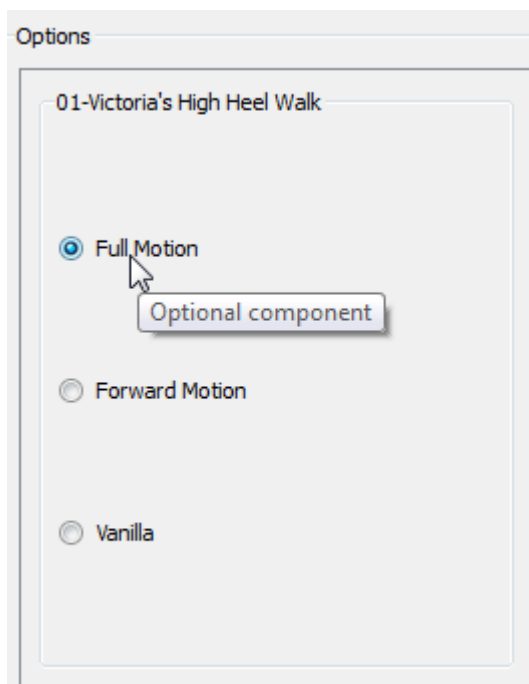 Options
01-Victoria's High Heel Walk
Full Motion
Optional component
Forward Motion
Vanilla